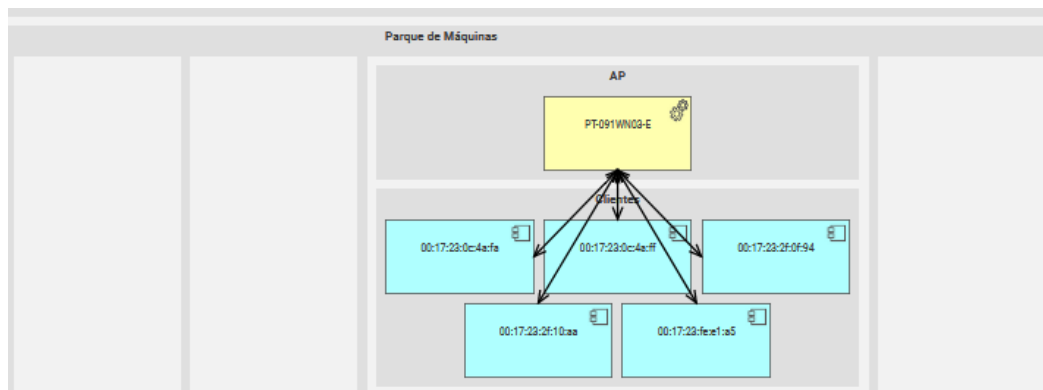 Parque de Máquinas
AP
PT-091WN03-E
Clientes
00:17:23:0c:4a:fa
00:17:23:0c:4a:ff
00:17:23:2f:0f:94
00:17:23:2f:10:aa
00:17:23:fe:e1:a5